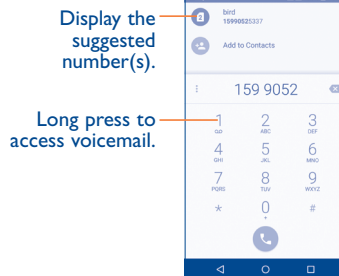 Display the
suggested
number(s).
Long press to
access voicemail.
bird
15990525337
Add to Contacts
159 9052
1 2 3
ABC DEF
4 5 6
GHI JKL MNO
7 8 9
PQRS TUV WXYZ
* 0 #
+